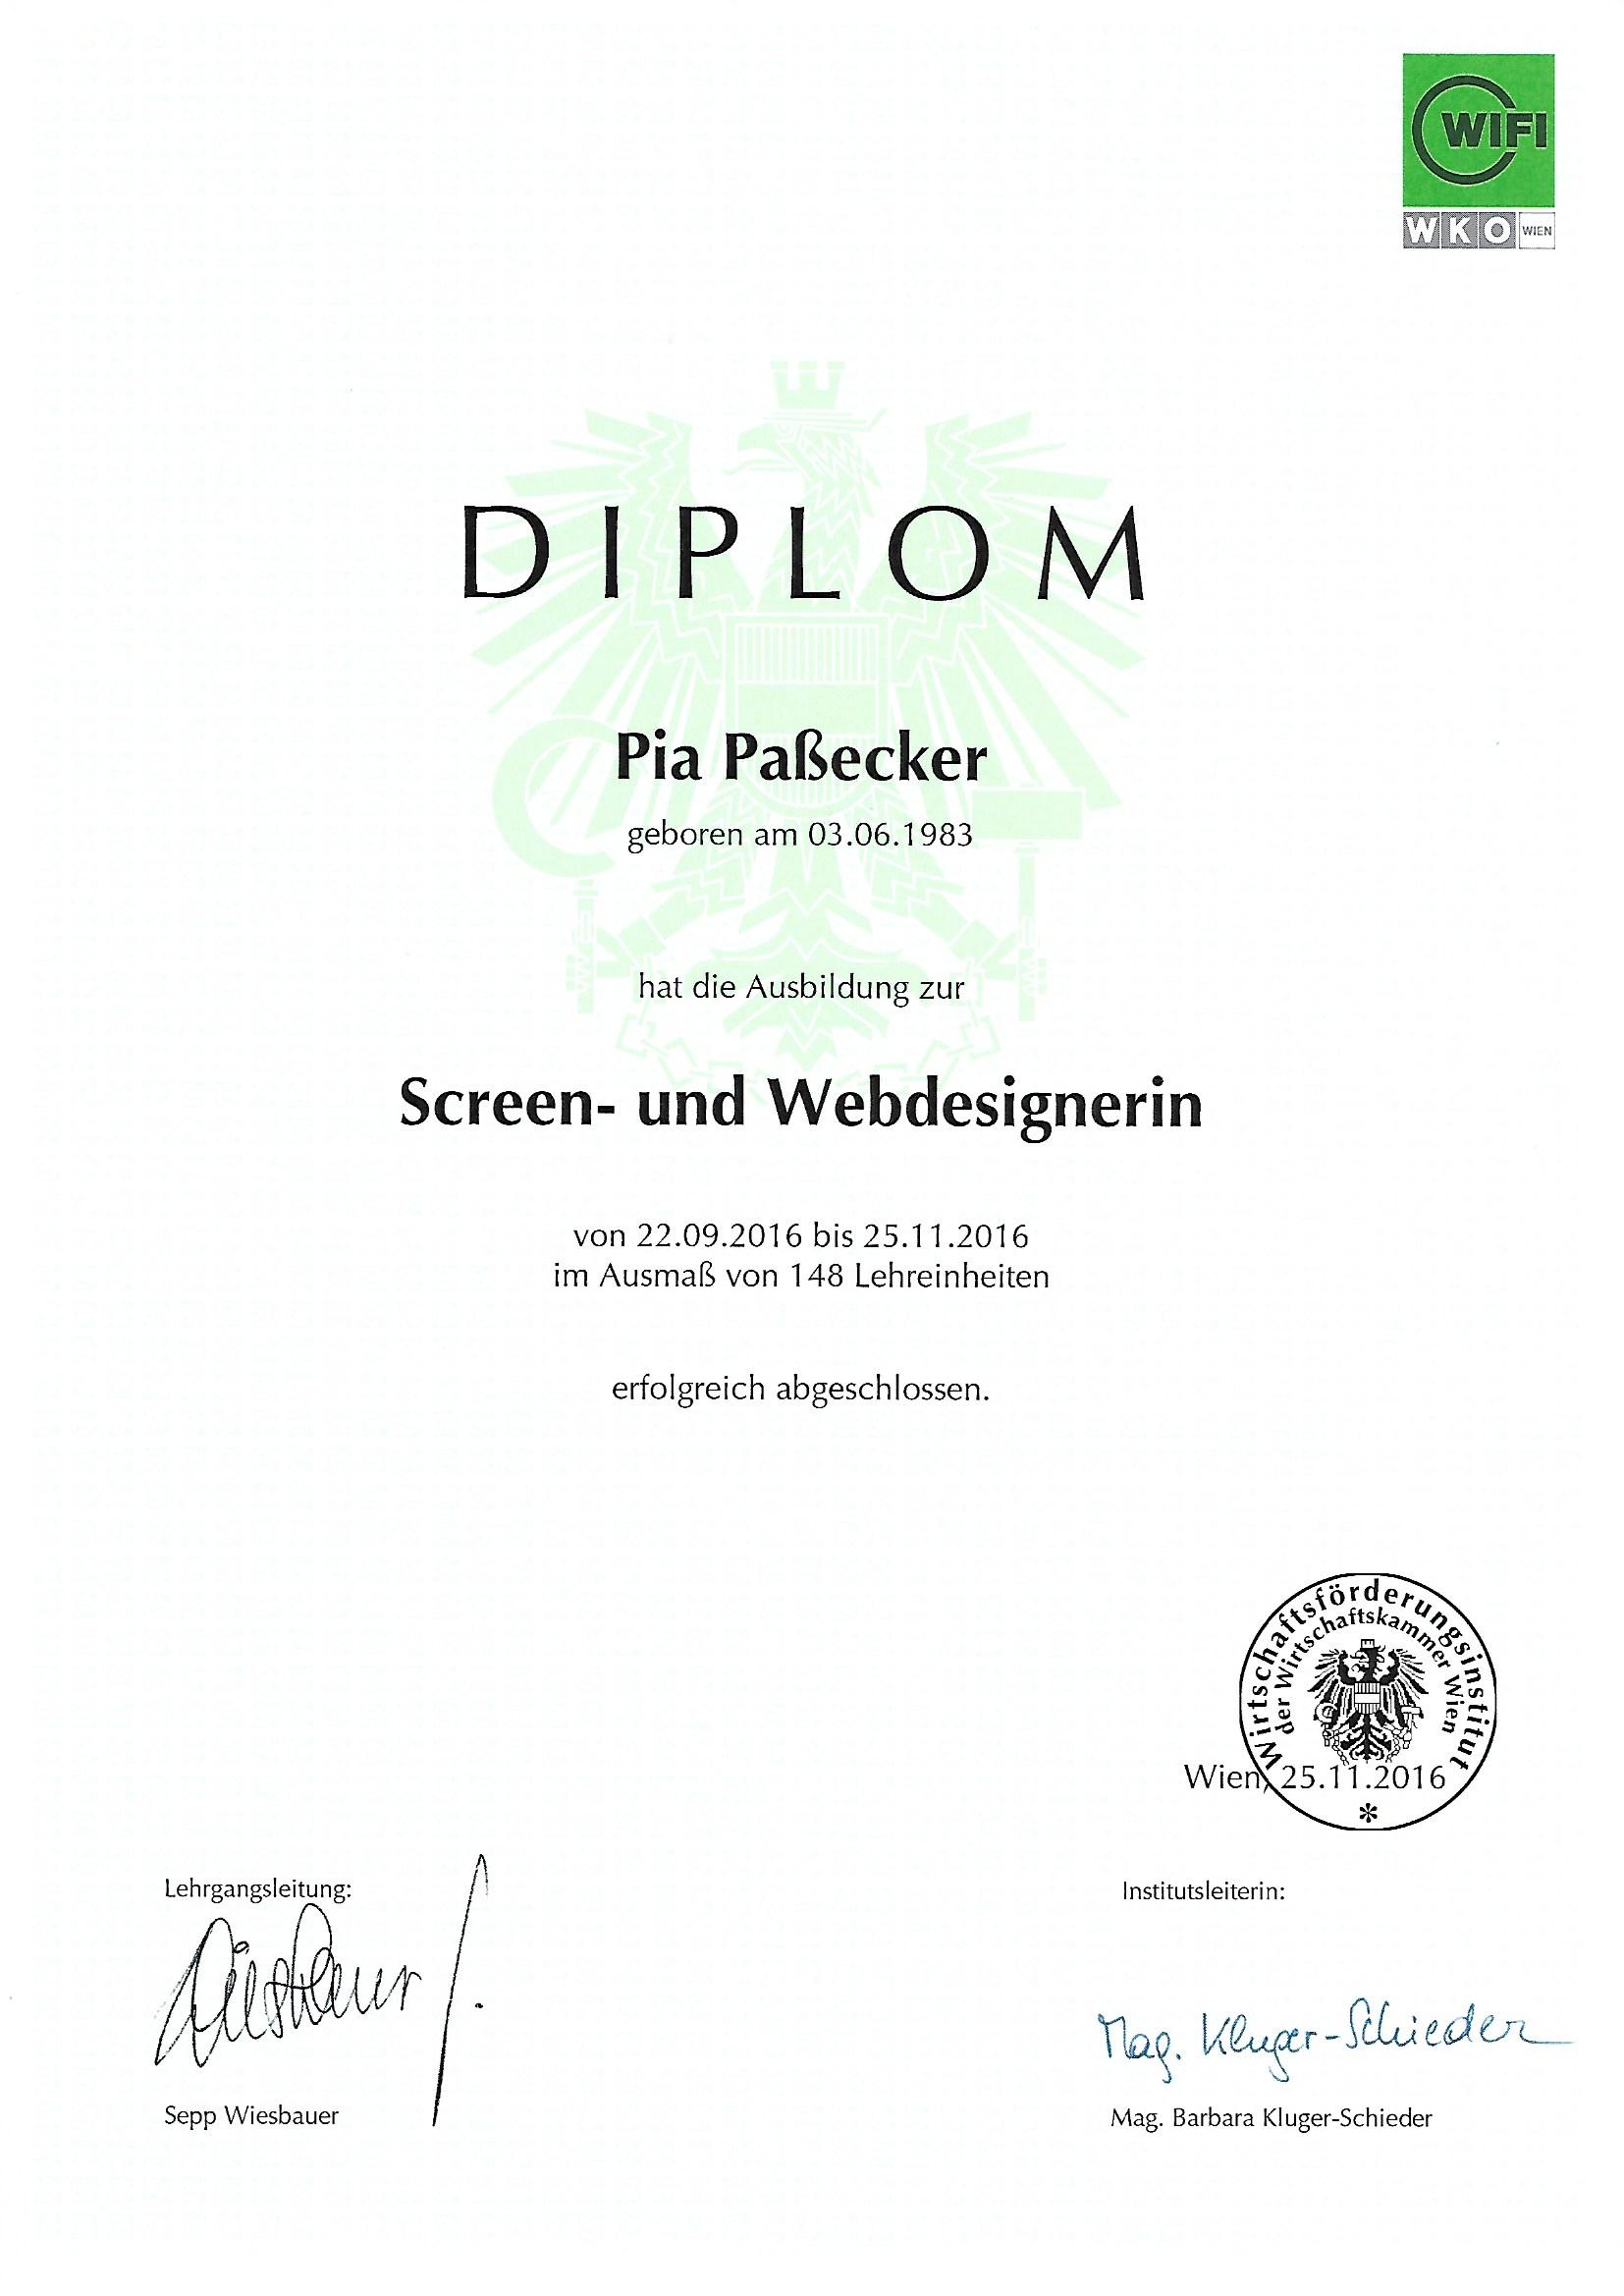 WIFI
WKO WIEN
DIPLOM
Pia Paßecker
geboren am 03.06.1983
hat die Ausbildung zur
Screen- und Webdesignerin
von 22.09.2016 bis 25.11.2016
im Ausmaß von 148 Lehreinheiten
erfolgreich abgeschlossen.
Wirtschaftsförderungsinstitut
der Wirtschaftskammer Wien
Wien, 25.11.2016
*
Lehrgangsleitung:
Institutsleiterin:
Wiesbauer
Mag. Kluger-Schieder
Sepp Wiesbauer
Mag. Barbara Kluger-Schieder